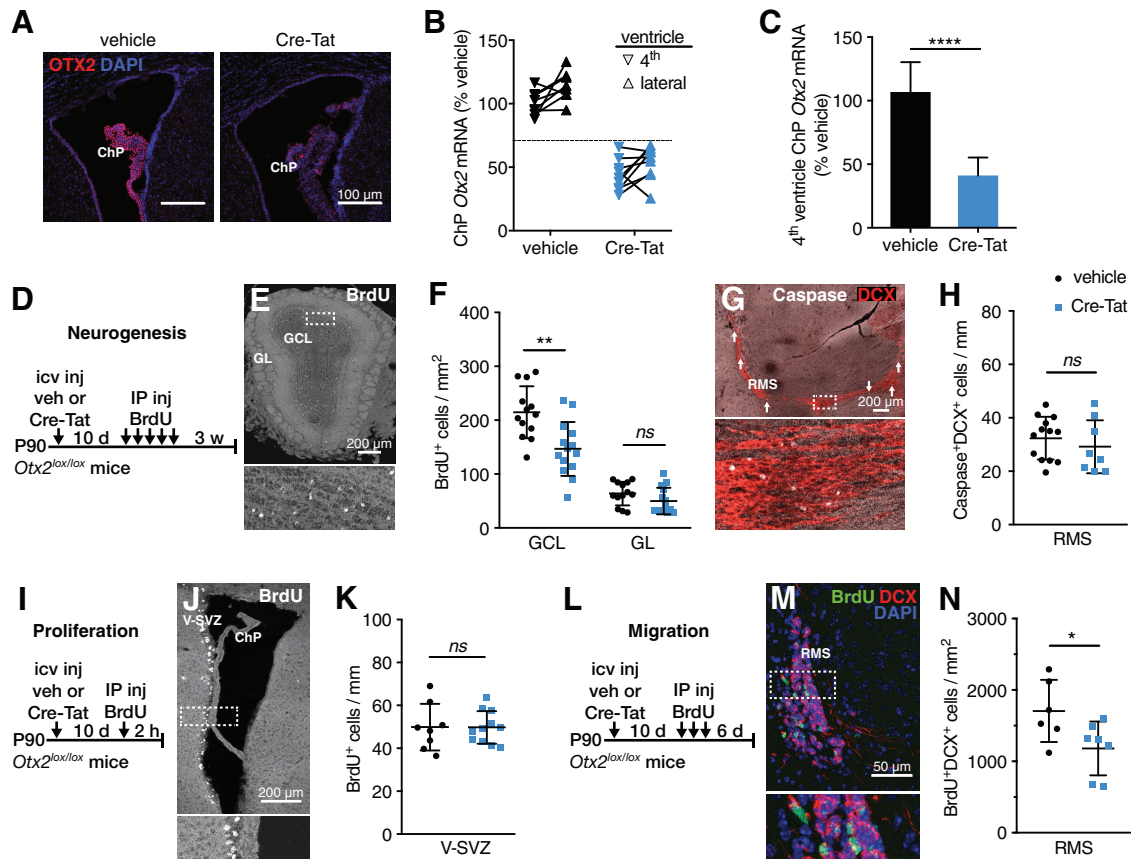 A
vehicle
Cre-Tat
OTX2 DAPI
ChP
ChP
100 µm
B
ChP Otx2 mRNA (% vehicle)
150
100
50
0
vehicle
Cre-Tat
ventricle
4th
lateral
C
4th ventricle ChP Otx2 mRNA
(% vehicle)
150
100
50
0
****
vehicle
Cre-Tat
D
Neurogenesis
icv inj
veh or
Cre-Tat
IP inj
BrdU
P90
10 d
3 w
Otx2lox/lox mice
E
BrdU
GCL
GL
200 µm
F
BrdU+ cells / mm2
400
300
200
100
0
**
ns
GCL
GL
G
Caspase DCX
RMS
200 µm
H
vehicle
Cre-Tat
Caspase+DCX+ cells / mm
80
60
40
20
0
ns
RMS
I
Proliferation
icv inj
veh or
Cre-Tat
IP inj
BrdU
P90
10 d
2 h
Otx2lox/lox mice
J
BrdU
V-SVZ
ChP
200 µm
K
BrdU+ cells / mm
100
80
60
40
20
0
ns
V-SVZ
L
Migration
icv inj
veh or
Cre-Tat
IP inj
BrdU
P90
10 d
6 d
Otx2lox/lox mice
M
BrdU DCX
DAPI
RMS
50 µm
N
BrdU+DCX+ cells / mm2
3000
2000
1000
0
*
RMS